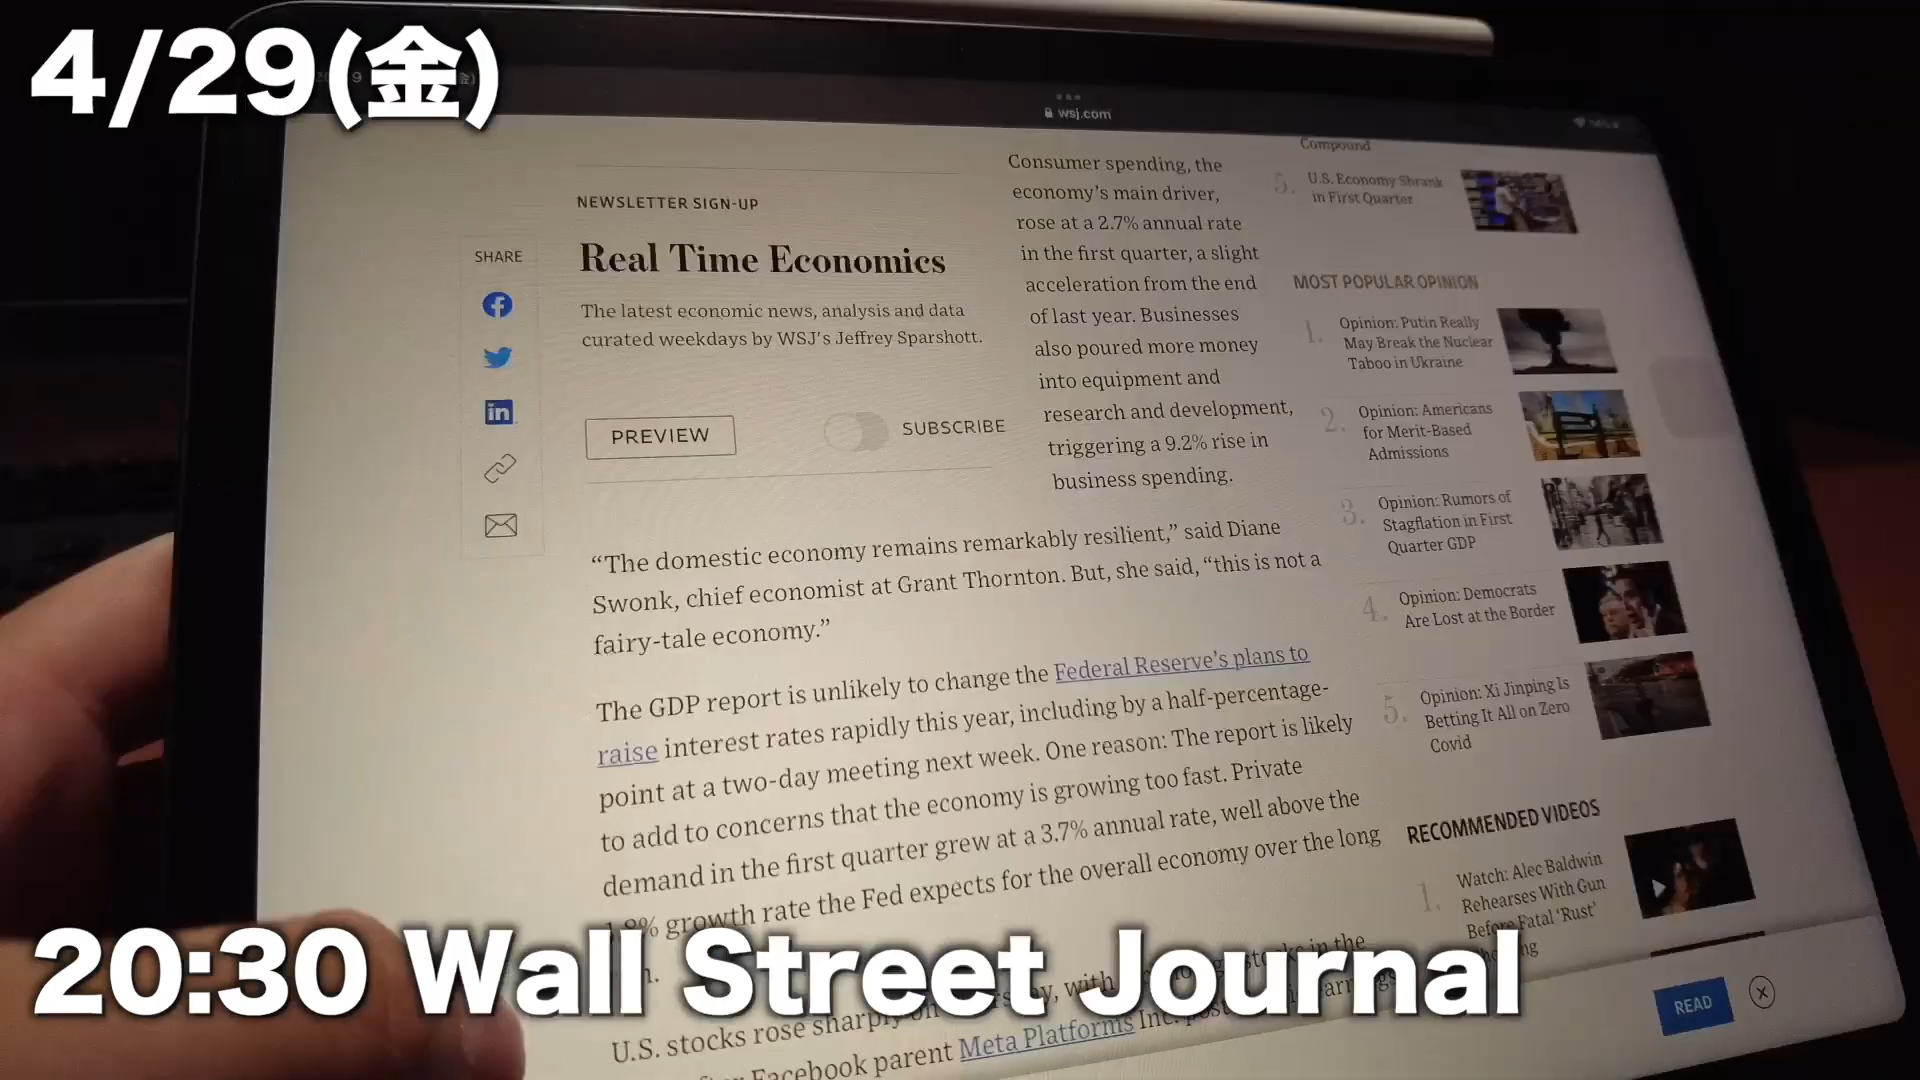 4/29(金)
wsj.com
NEWSLETTER SIGN-UP
Real Time Economics
The latest economic news, analysis and data
curated weekdays by WSJ's Jeffrey Sparshott.
PREVIEW
SUBSCRIBE
SHARE
Consumer spending, the
economy's main driver,
rose at a 2.7% annual rate
in the first quarter, a slight
acceleration from the end
of last year. Businesses
also poured more money
into equipment and
research and development,
triggering a 9.2% rise in
business spending.
“The domestic economy remains remarkably resilient,” said Diane
Swonk, chief economist at Grant Thornton. But, she said, “this is not a
fairy-tale economy.”
The GDP report is unlikely to change the Federal Reserve's plans to
raise interest rates rapidly this year, including by a half-percentage-
point at a two-day meeting next week. One reason: The report is likely
to add to concerns that the economy is growing too fast. Private
demand in the first quarter grew at a 3.7% annual rate, well above the
growth rate the Fed expects for the overall economy over the long
U.S. stocks rose sharply on with in the
Facebook parent Meta Platforms Inc.
Compound
5. U.S. Economy Shrank
in First Quarter
MOST POPULAR OPINION
1. Opinion: Putin Really
May Break the Nuclear
Taboo in Ukraine
2. Opinion: Americans
for Merit-Based
Admissions
3. Opinion: Rumors of
Stagflation in First
Quarter GDP
4. Opinion: Democrats
Are Lost at the Border
5. Opinion: Xi Jinping Is
Betting It All on Zero
Covid
RECOMMENDED VIDEOS
1. Watch: Alec Baldwin
Rehearses With Gun
Before Fatal ‘Rust’
READ
20:30 Wall Street Journal